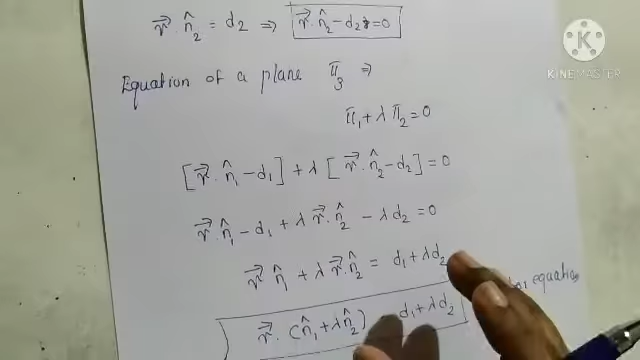 r⃗ . n̂₂ = d₂ ⇒ r⃗ . n̂₂ - d₂ = 0
KINEMASTER
Equation of a plane π₃ ⇒
π₁ + λ π₂ = 0
[r⃗ . n̂₁ - d₁] + λ [r⃗ . n̂₂ - d₂] = 0
r⃗ . n̂₁ - d₁ + λ r⃗ . n̂₂ - λ d₂ = 0
r⃗ n̂ + λ r⃗ . n̂₂ = d₁ + λd₂
equation
r⃗ . (n̂₁ + λn̂₂) d₁ + λd₂